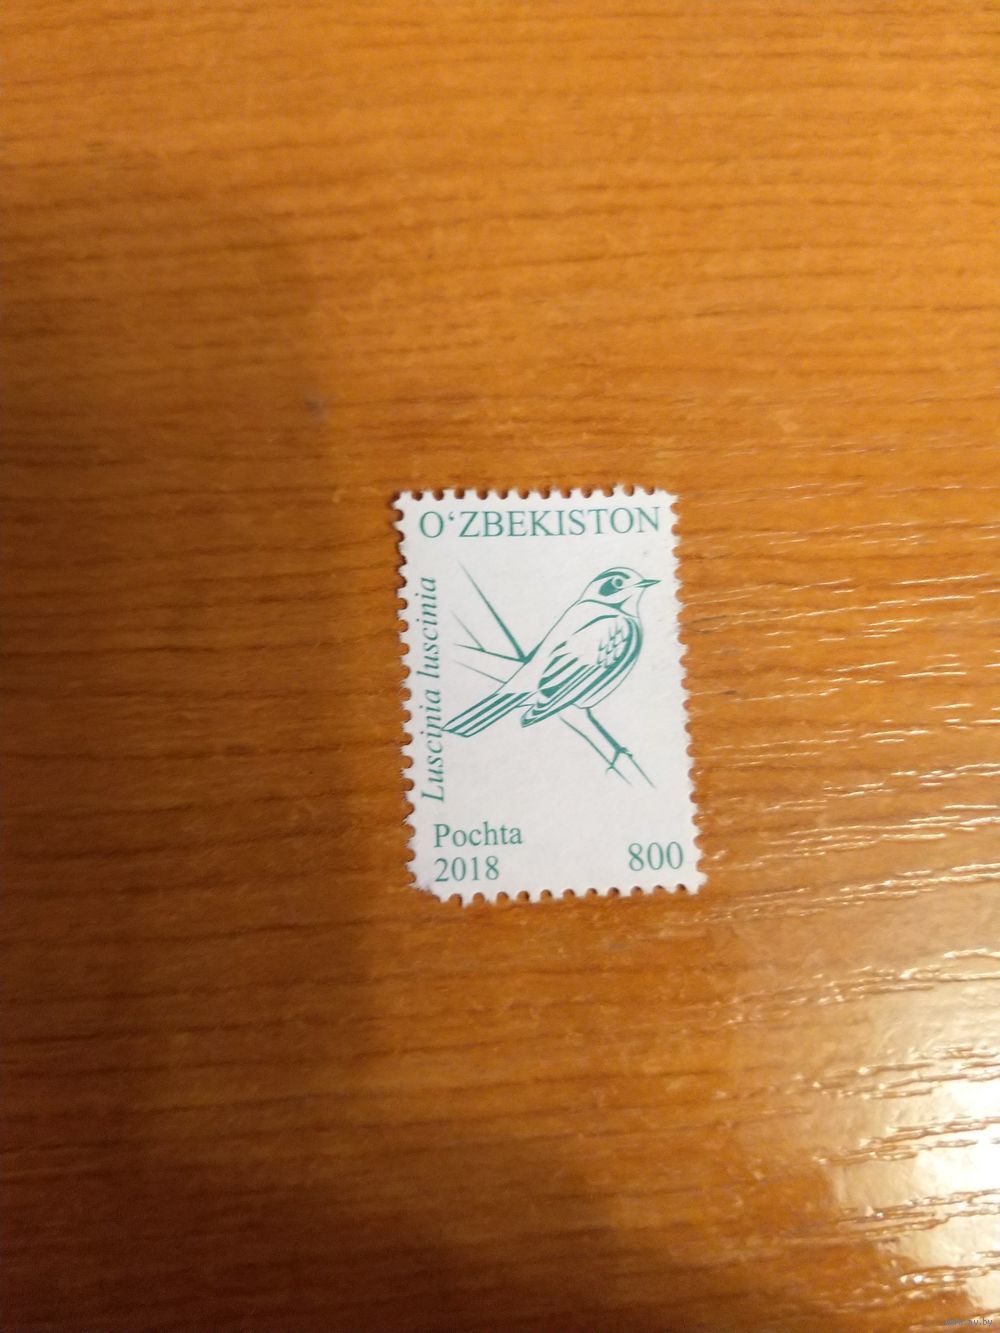 O‘ZBEKISTON
Luscinia luscinia
Pochta
2018
800